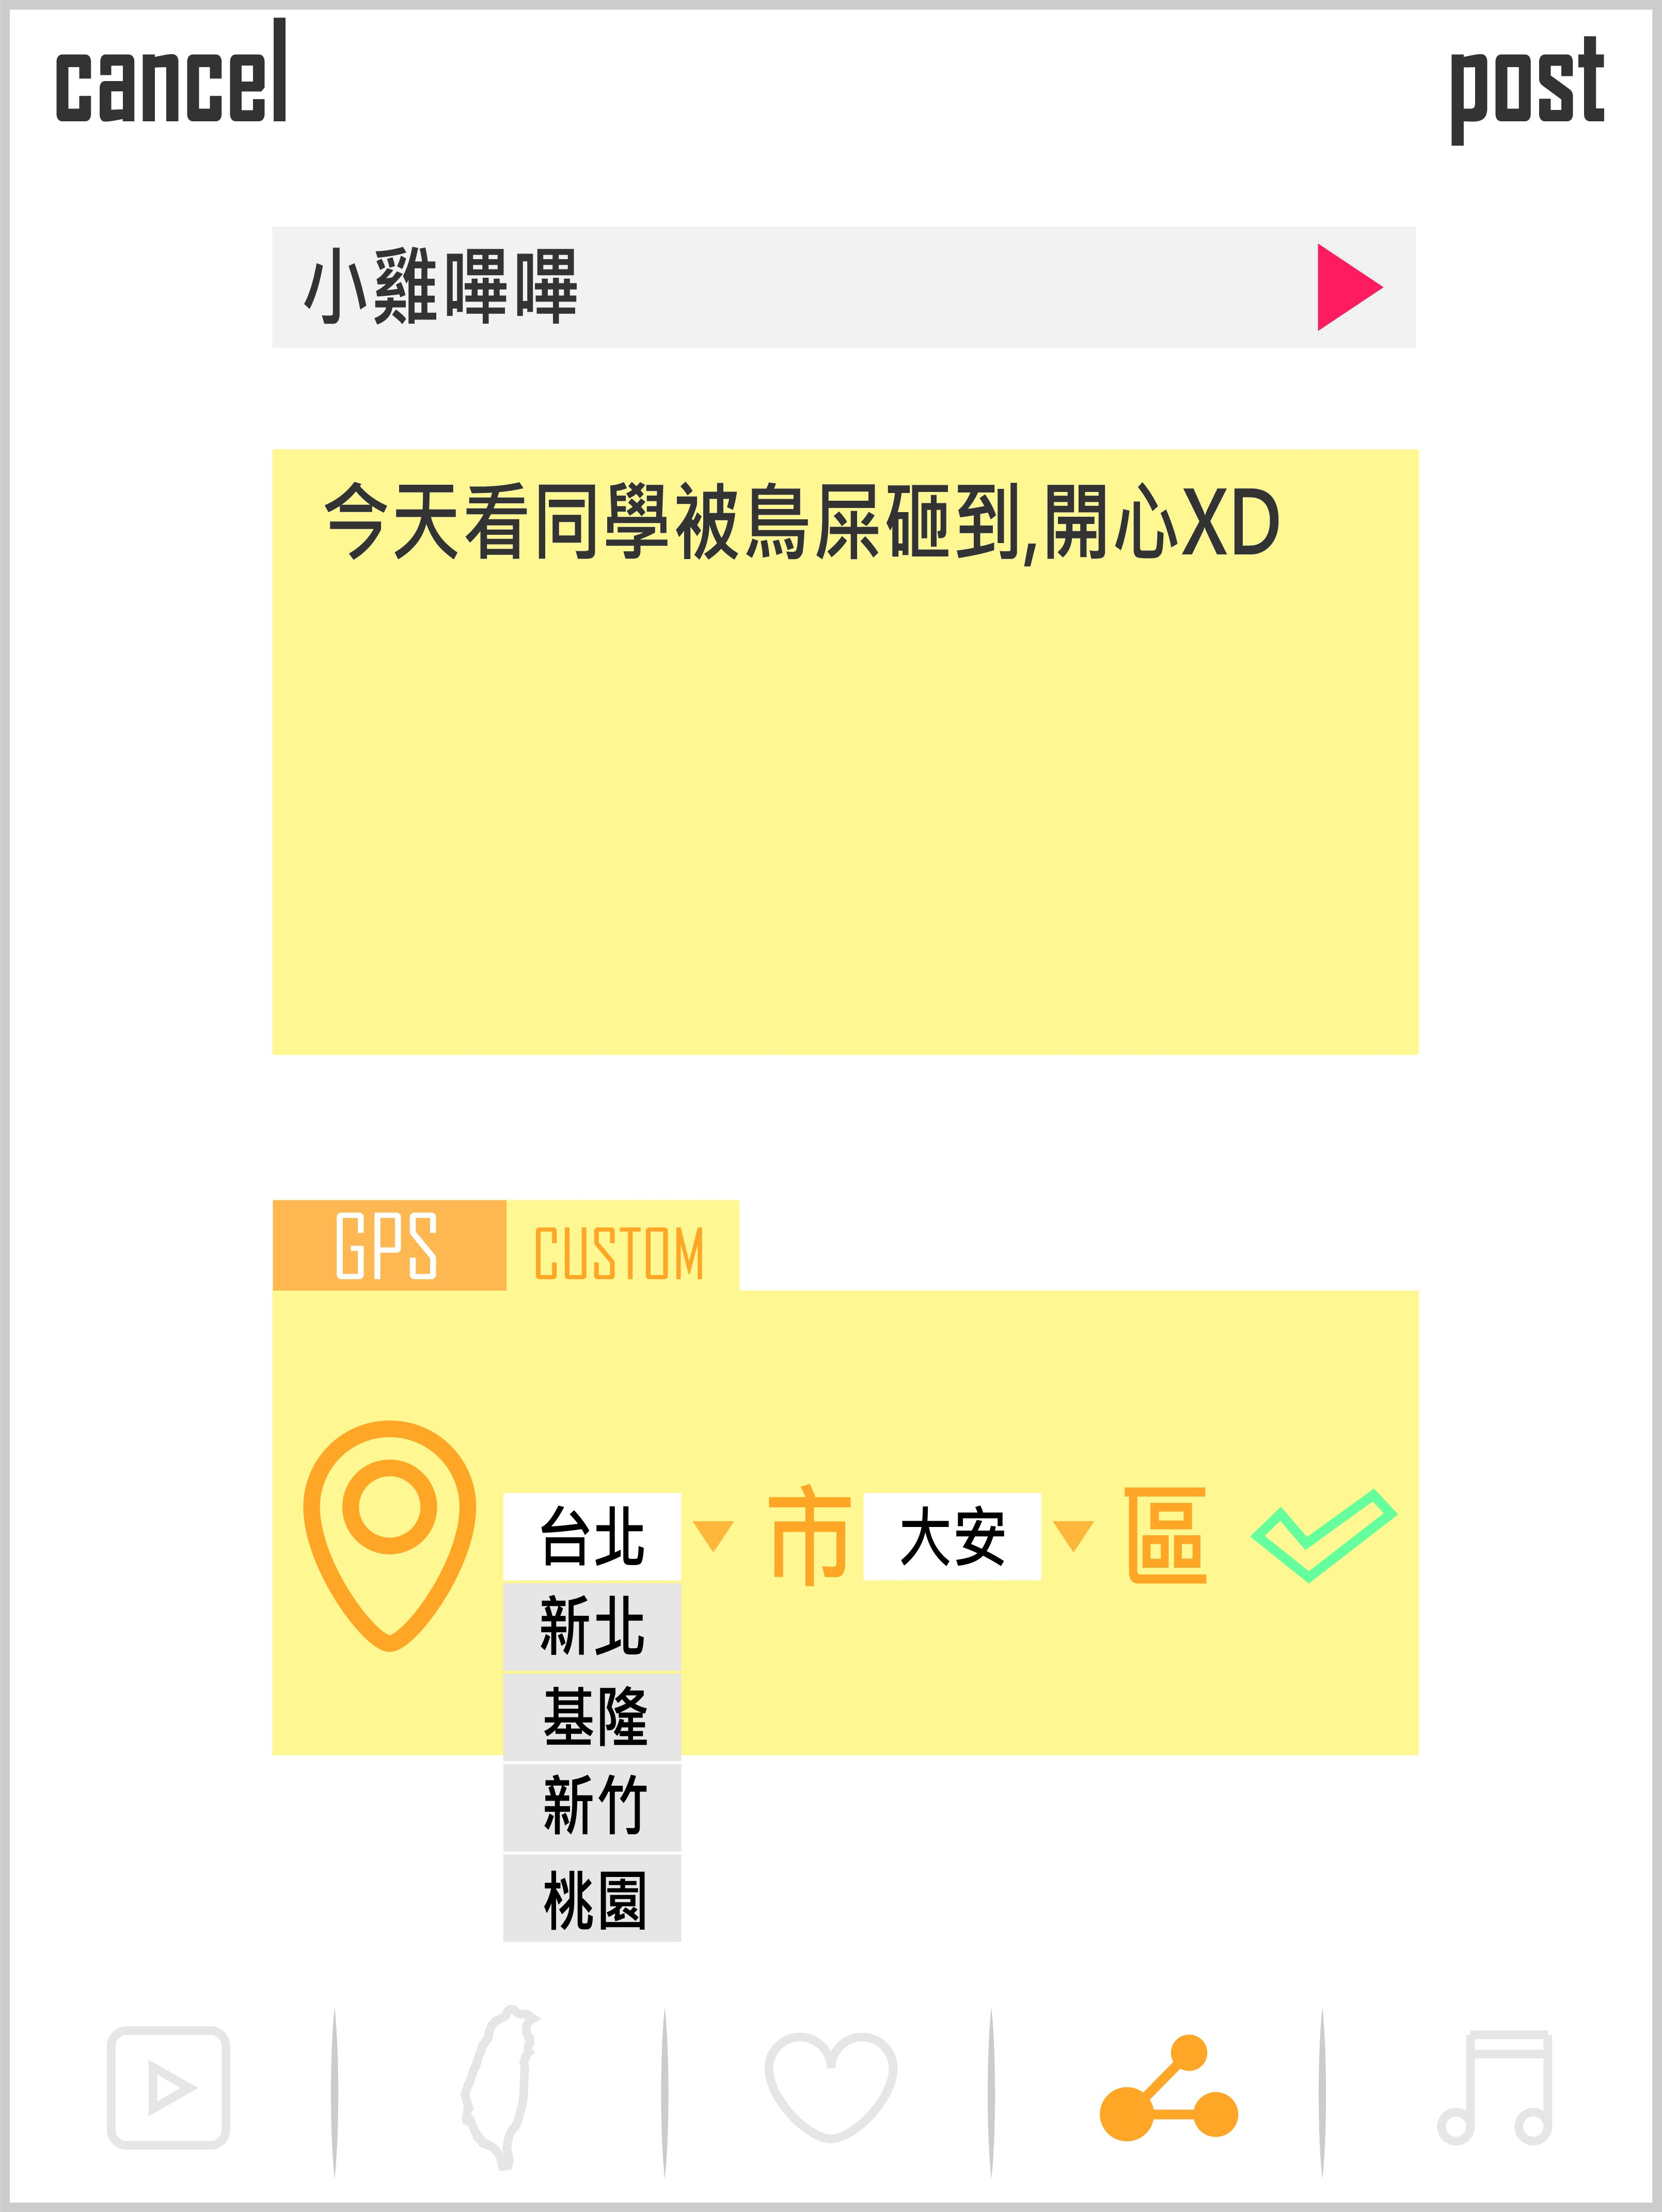 cancel post
小雞嗶嗶
今天看同學被鳥屎砸到,開心XD
GPS CUSTOM
台北 市 大安 區
新北
基隆
新竹
桃園